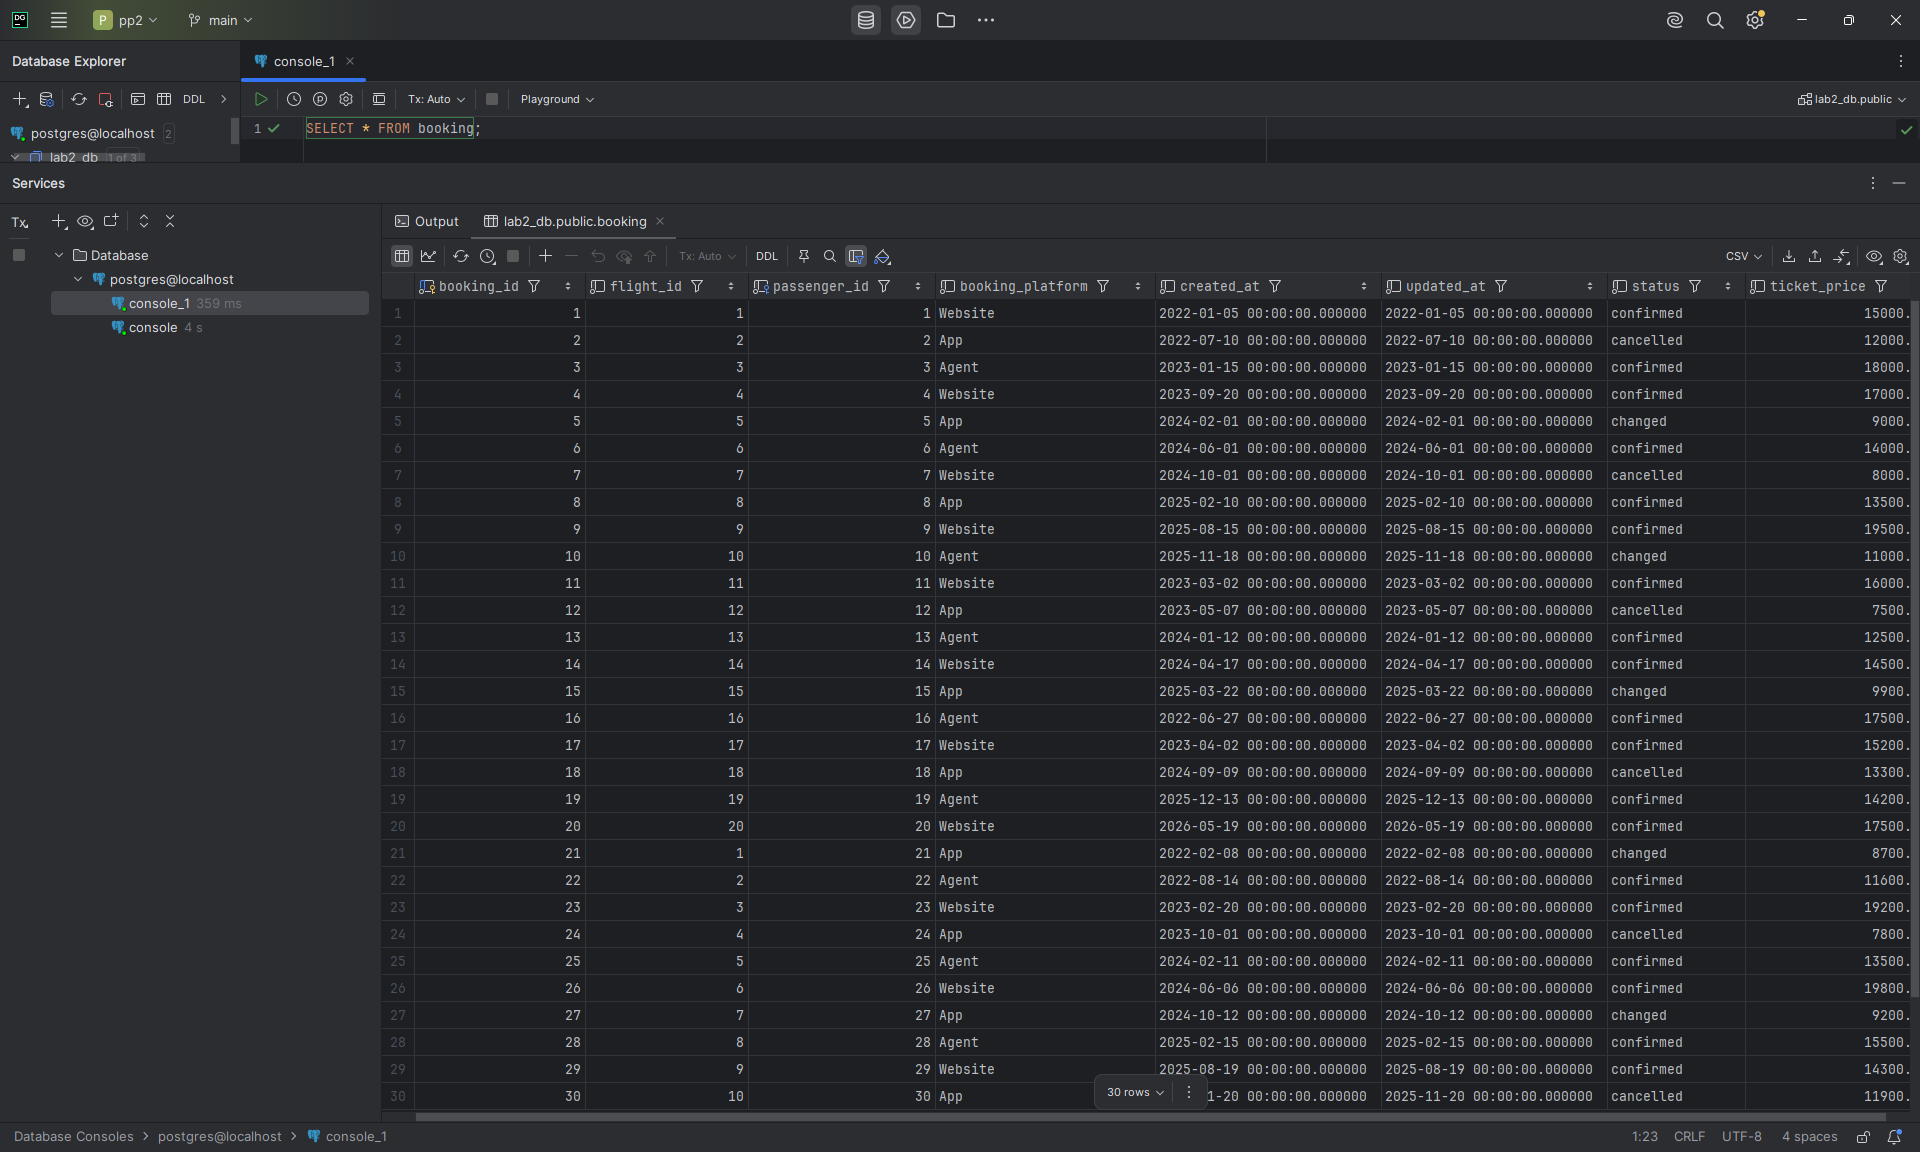 DG P pp2 main
Database Explorer console_1
DDL Tx: Auto Playground lab2_db.public
postgres@localhost 2 1 SELECT * FROM booking;
lab2_db 1 of 3
Services
Tx Output lab2_db.public.booking
Database Tx: Auto DDL CSV
postgres@localhost booking_id flight_id passenger_id booking_platform created_at updated_at status ticket_price
console_1 359 ms
console 4 s
1 1 1 1 Website 2022-01-05 00:00:00.000000 2022-01-05 00:00:00.000000 confirmed 15000.
2 2 2 2 App 2022-07-10 00:00:00.000000 2022-07-10 00:00:00.000000 cancelled 12000.
3 3 3 3 Agent 2023-01-15 00:00:00.000000 2023-01-15 00:00:00.000000 confirmed 18000.
4 4 4 4 Website 2023-09-20 00:00:00.000000 2023-09-20 00:00:00.000000 confirmed 17000.
5 5 5 5 App 2024-02-01 00:00:00.000000 2024-02-01 00:00:00.000000 changed 9000.
6 6 6 6 Agent 2024-06-01 00:00:00.000000 2024-06-01 00:00:00.000000 confirmed 14000.
7 7 7 7 Website 2024-10-01 00:00:00.000000 2024-10-01 00:00:00.000000 cancelled 8000.
8 8 8 8 App 2025-02-10 00:00:00.000000 2025-02-10 00:00:00.000000 confirmed 13500.
9 9 9 9 Website 2025-08-15 00:00:00.000000 2025-08-15 00:00:00.000000 confirmed 19500.
10 10 10 10 Agent 2025-11-18 00:00:00.000000 2025-11-18 00:00:00.000000 changed 11000.
11 11 11 11 Website 2023-03-02 00:00:00.000000 2023-03-02 00:00:00.000000 confirmed 16000.
12 12 12 12 App 2023-05-07 00:00:00.000000 2023-05-07 00:00:00.000000 cancelled 7500.
13 13 13 13 Agent 2024-01-12 00:00:00.000000 2024-01-12 00:00:00.000000 confirmed 12500.
14 14 14 14 Website 2024-04-17 00:00:00.000000 2024-04-17 00:00:00.000000 confirmed 14500.
15 15 15 15 App 2025-03-22 00:00:00.000000 2025-03-22 00:00:00.000000 changed 9900.
16 16 16 16 Agent 2022-06-27 00:00:00.000000 2022-06-27 00:00:00.000000 confirmed 17500.
17 17 17 17 Website 2023-04-02 00:00:00.000000 2023-04-02 00:00:00.000000 confirmed 15200.
18 18 18 18 App 2024-09-09 00:00:00.000000 2024-09-09 00:00:00.000000 cancelled 13300.
19 19 19 19 Agent 2025-12-13 00:00:00.000000 2025-12-13 00:00:00.000000 confirmed 14200.
20 20 20 20 Website 2026-05-19 00:00:00.000000 2026-05-19 00:00:00.000000 confirmed 17500.
21 21 1 21 App 2022-02-08 00:00:00.000000 2022-02-08 00:00:00.000000 changed 8700.
22 22 2 22 Agent 2022-08-14 00:00:00.000000 2022-08-14 00:00:00.000000 confirmed 11600.
23 23 3 23 Website 2023-02-20 00:00:00.000000 2023-02-20 00:00:00.000000 confirmed 19200.
24 24 4 24 App 2023-10-01 00:00:00.000000 2023-10-01 00:00:00.000000 cancelled 7800.
25 25 5 25 Agent 2024-02-11 00:00:00.000000 2024-02-11 00:00:00.000000 confirmed 13500.
26 26 6 26 Website 2024-06-06 00:00:00.000000 2024-06-06 00:00:00.000000 confirmed 19800.
27 27 7 27 App 2024-10-12 00:00:00.000000 2024-10-12 00:00:00.000000 changed 9200.
28 28 8 28 Agent 2025-02-15 00:00:00.000000 2025-02-15 00:00:00.000000 confirmed 15500.
29 29 9 29 Website 2025-08-19 00:00:00.000000 2025-08-19 00:00:00.000000 confirmed 14300.
30 30 10 30 App 1-20 00:00:00.000000 2025-11-20 00:00:00.000000 cancelled 11900.
30 rows
Database Consoles postgres@localhost console_1 1:23 CRLF UTF-8 4 spaces